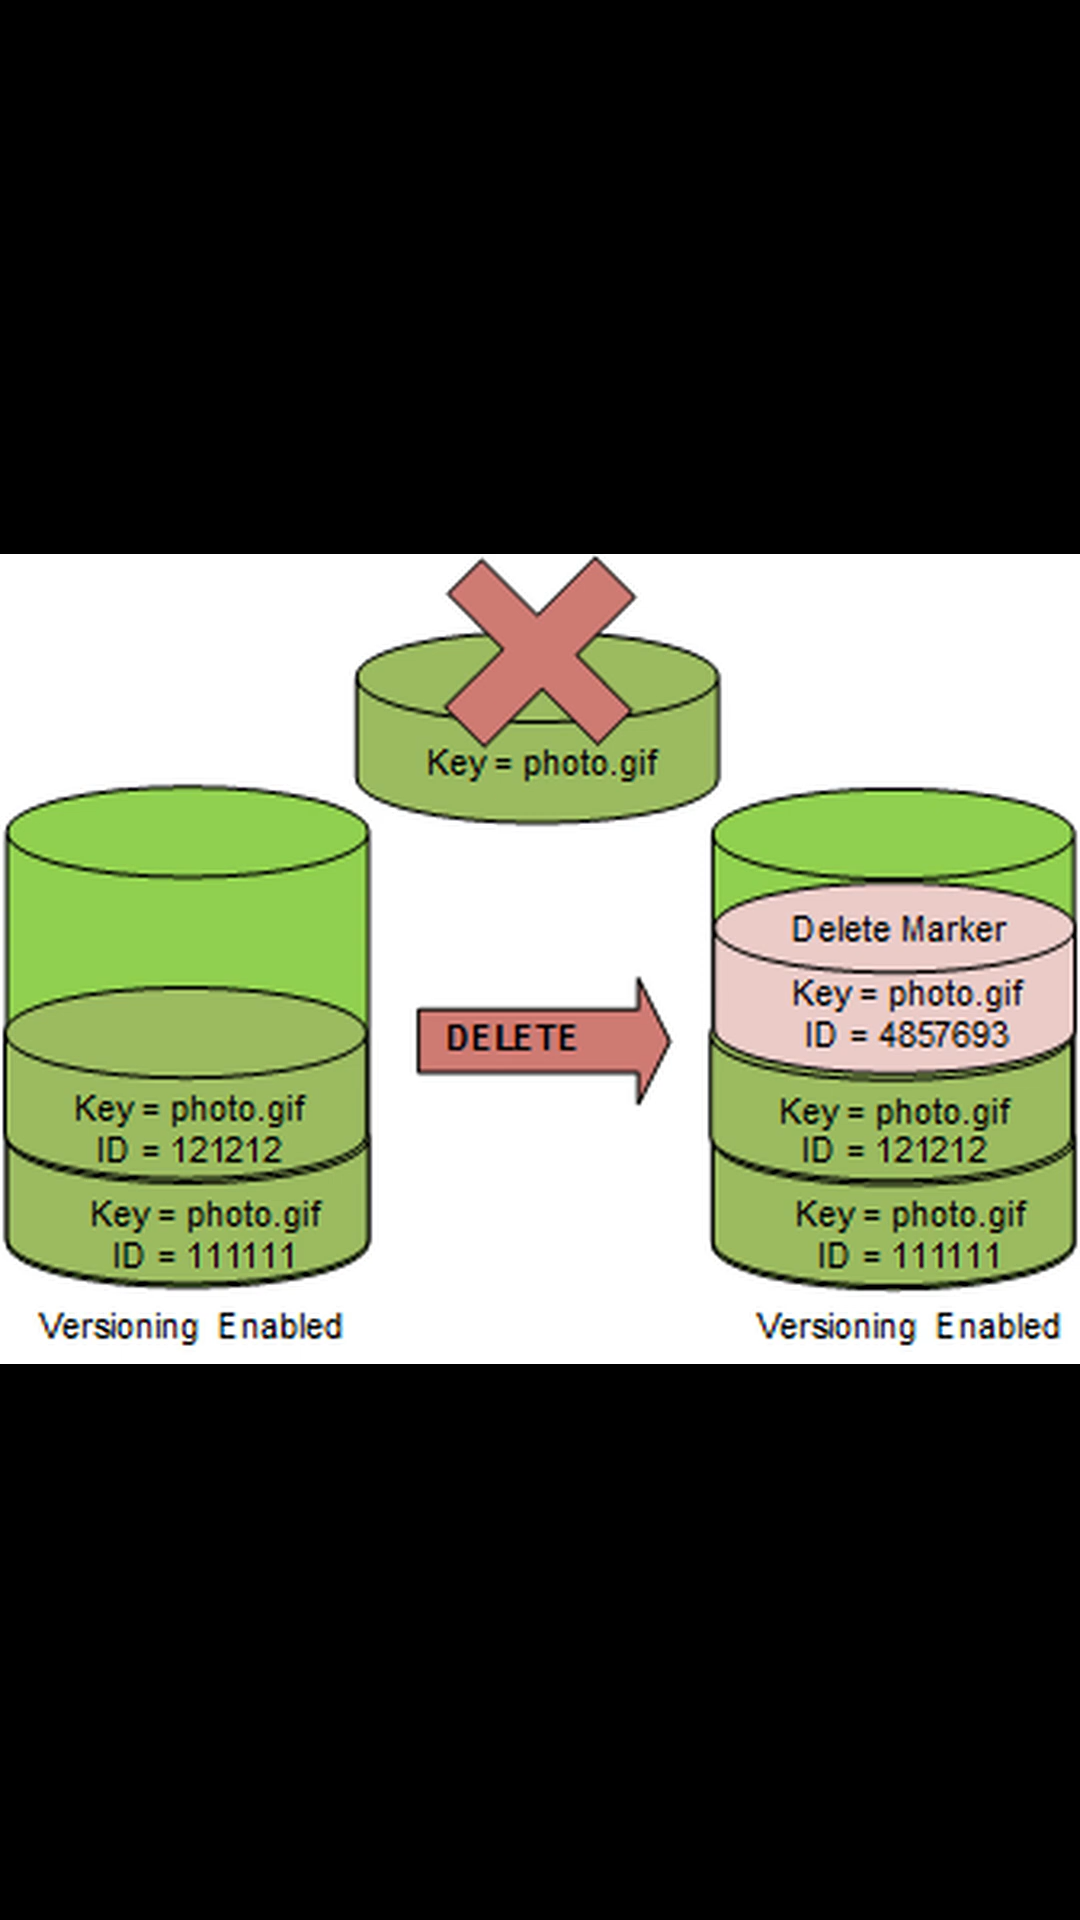 Key = photo.gif
Key = photo.gif
ID = 121212
Key = photo.gif
ID = 111111
Versioning Enabled
DELETE
Delete Marker
Key = photo.gif
ID = 4857693
Key = photo.gif
ID = 121212
Key = photo.gif
ID = 111111
Versioning Enabled